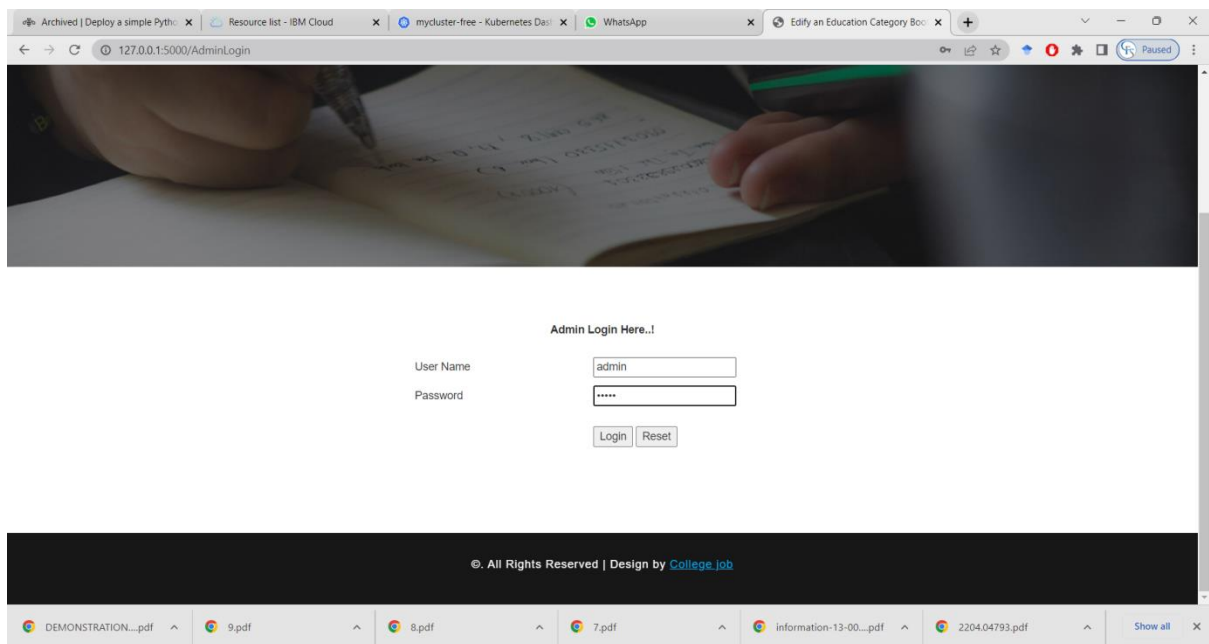 Archived | Deploy a simple Pytho
Resource list - IBM Cloud
mycluster-free - Kubernetes Das
WhatsApp
Edify an Education Category Boo
127.0.0.1:5000/AdminLogin
Paused
Admin Login Here..!
User Name
admin
Password
•••••
Login
Reset
©. All Rights Reserved | Design by College job
DEMONSTRATION....pdf
9.pdf
8.pdf
7.pdf
information-13-00....pdf
2204.04793.pdf
Show all